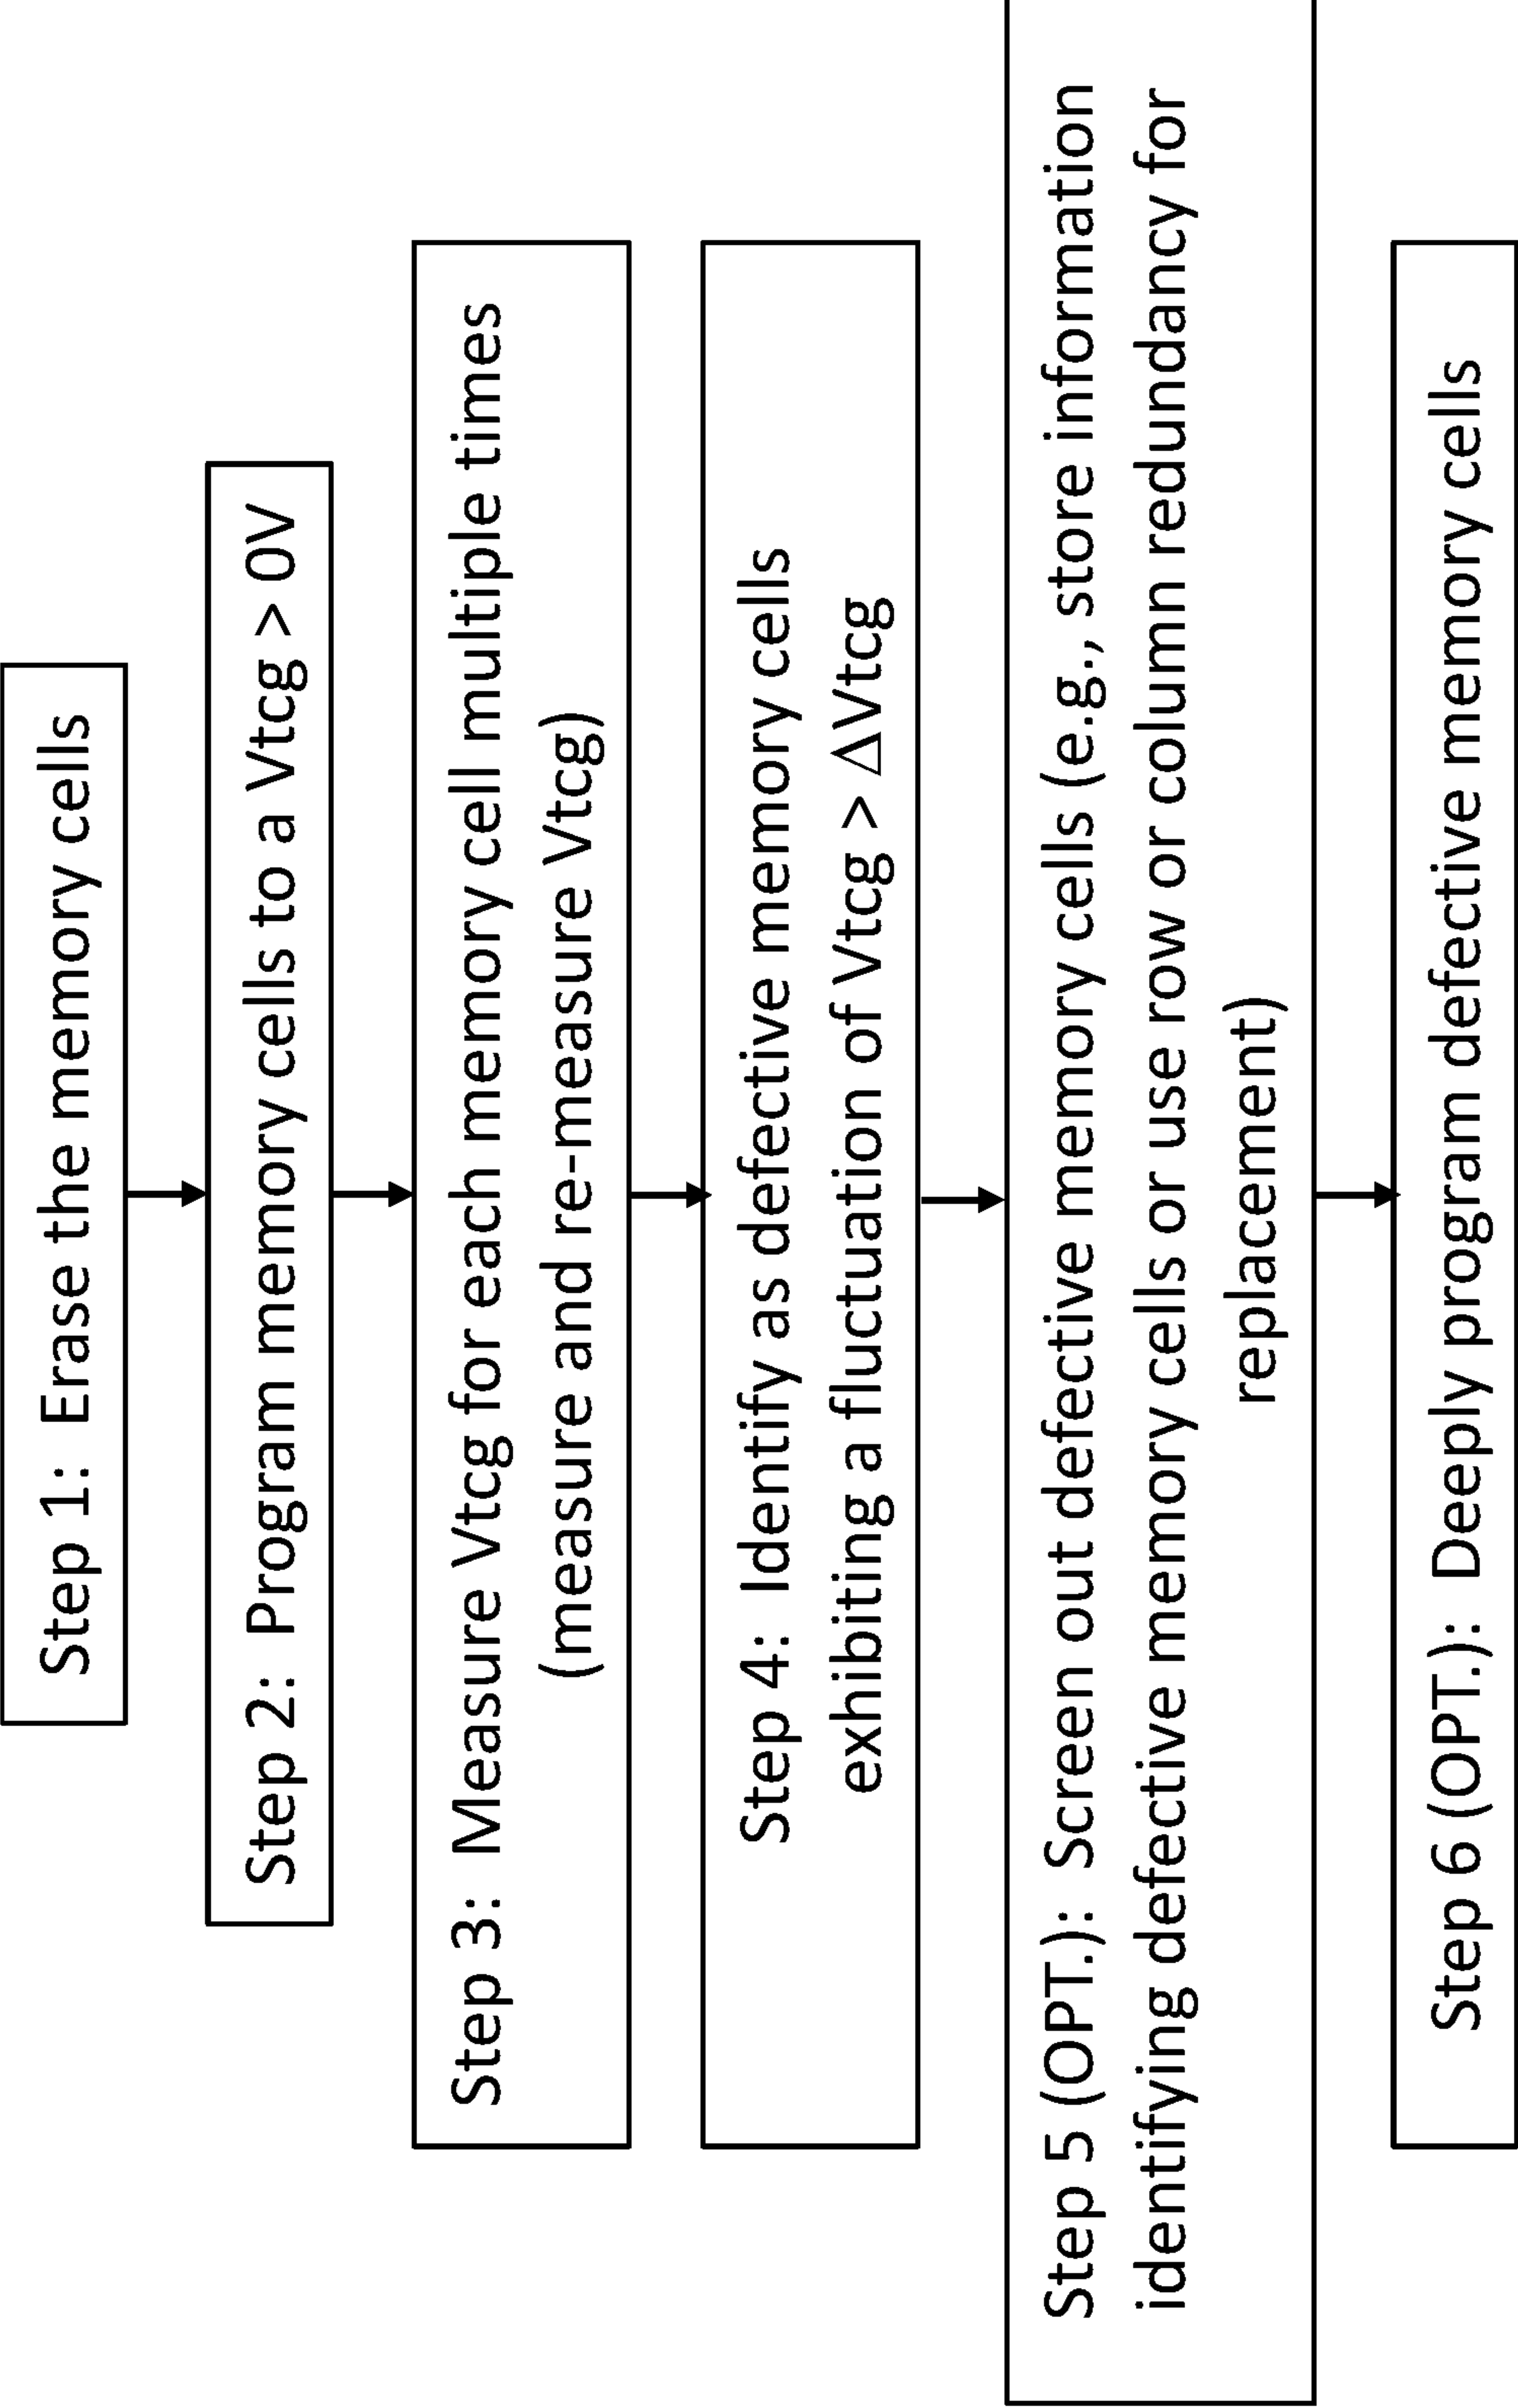 Step 1: Erase the memory cells
Step 2: Program memory cells to a Vtcg > 0V
Step 3: Measure Vtcg for each memory cell multiple times
(measure and re-measure Vtcg)
Step 4: Identify as defective memory cells
exhibiting a fluctuation of Vtcg > ΔVtcg
Step 5 (OPT.): Screen out defective memory cells (e.g., store information
identifying defective memory cells or use row or column redundancy for
replacement)
Step 6 (OPT.): Deeply program defective memory cells